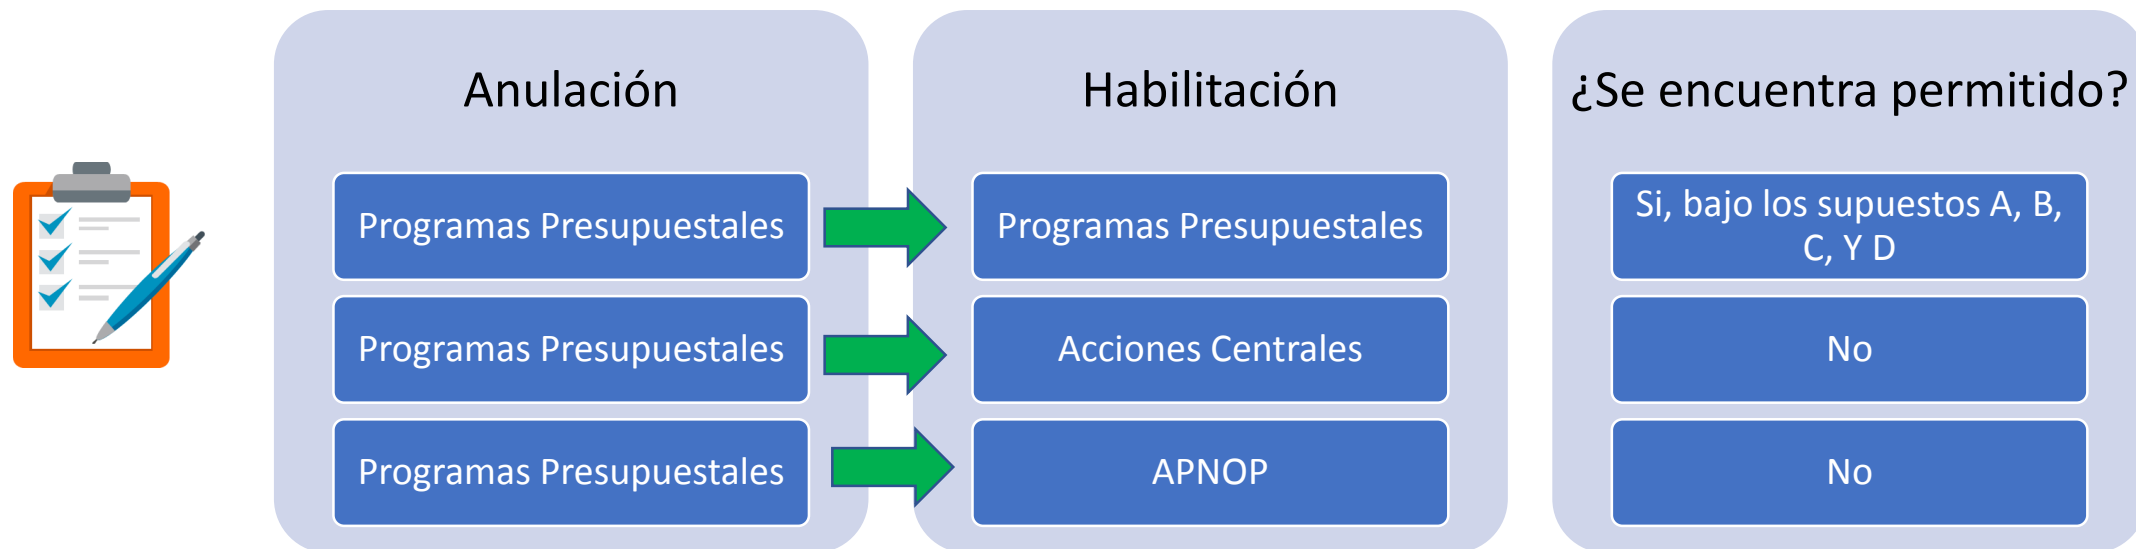 Anulación
Habilitación
¿Se encuentra permitido?
Programas Presupuestales
Programas Presupuestales
Si, bajo los supuestos A, B,
C, Y D
Programas Presupuestales
Acciones Centrales
No
Programas Presupuestales
APNOP
No